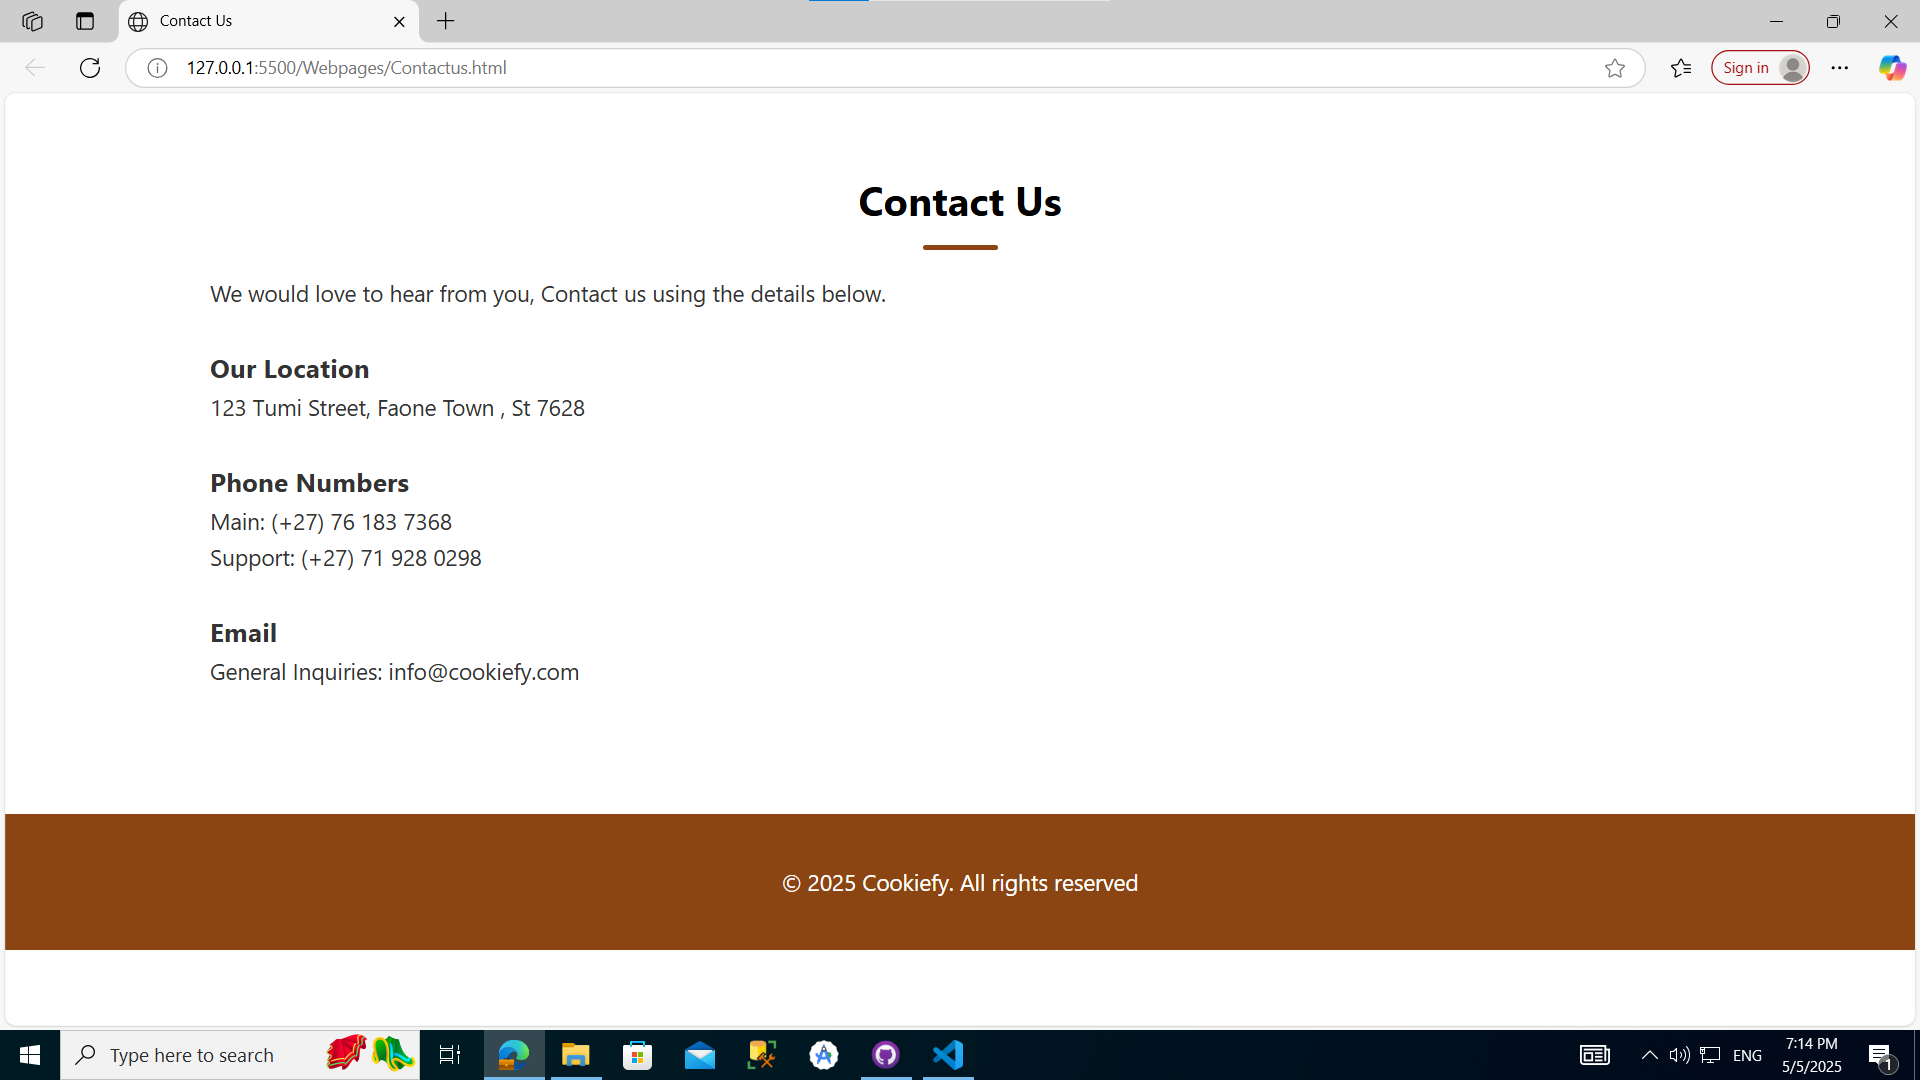 Contact Us
127.0.0.1:5500/Webpages/Contactus.html
Sign in
Contact Us
We would love to hear from you, Contact us using the details below.
Our Location
123 Tumi Street, Faone Town , St 7628
Phone Numbers
Main: (+27) 76 183 7368
Support: (+27) 71 928 0298
Email
General Inquiries: info@cookiefy.com
© 2025 Cookiefy. All rights reserved
Type here to search
ENG
7:14 PM
5/5/2025
1